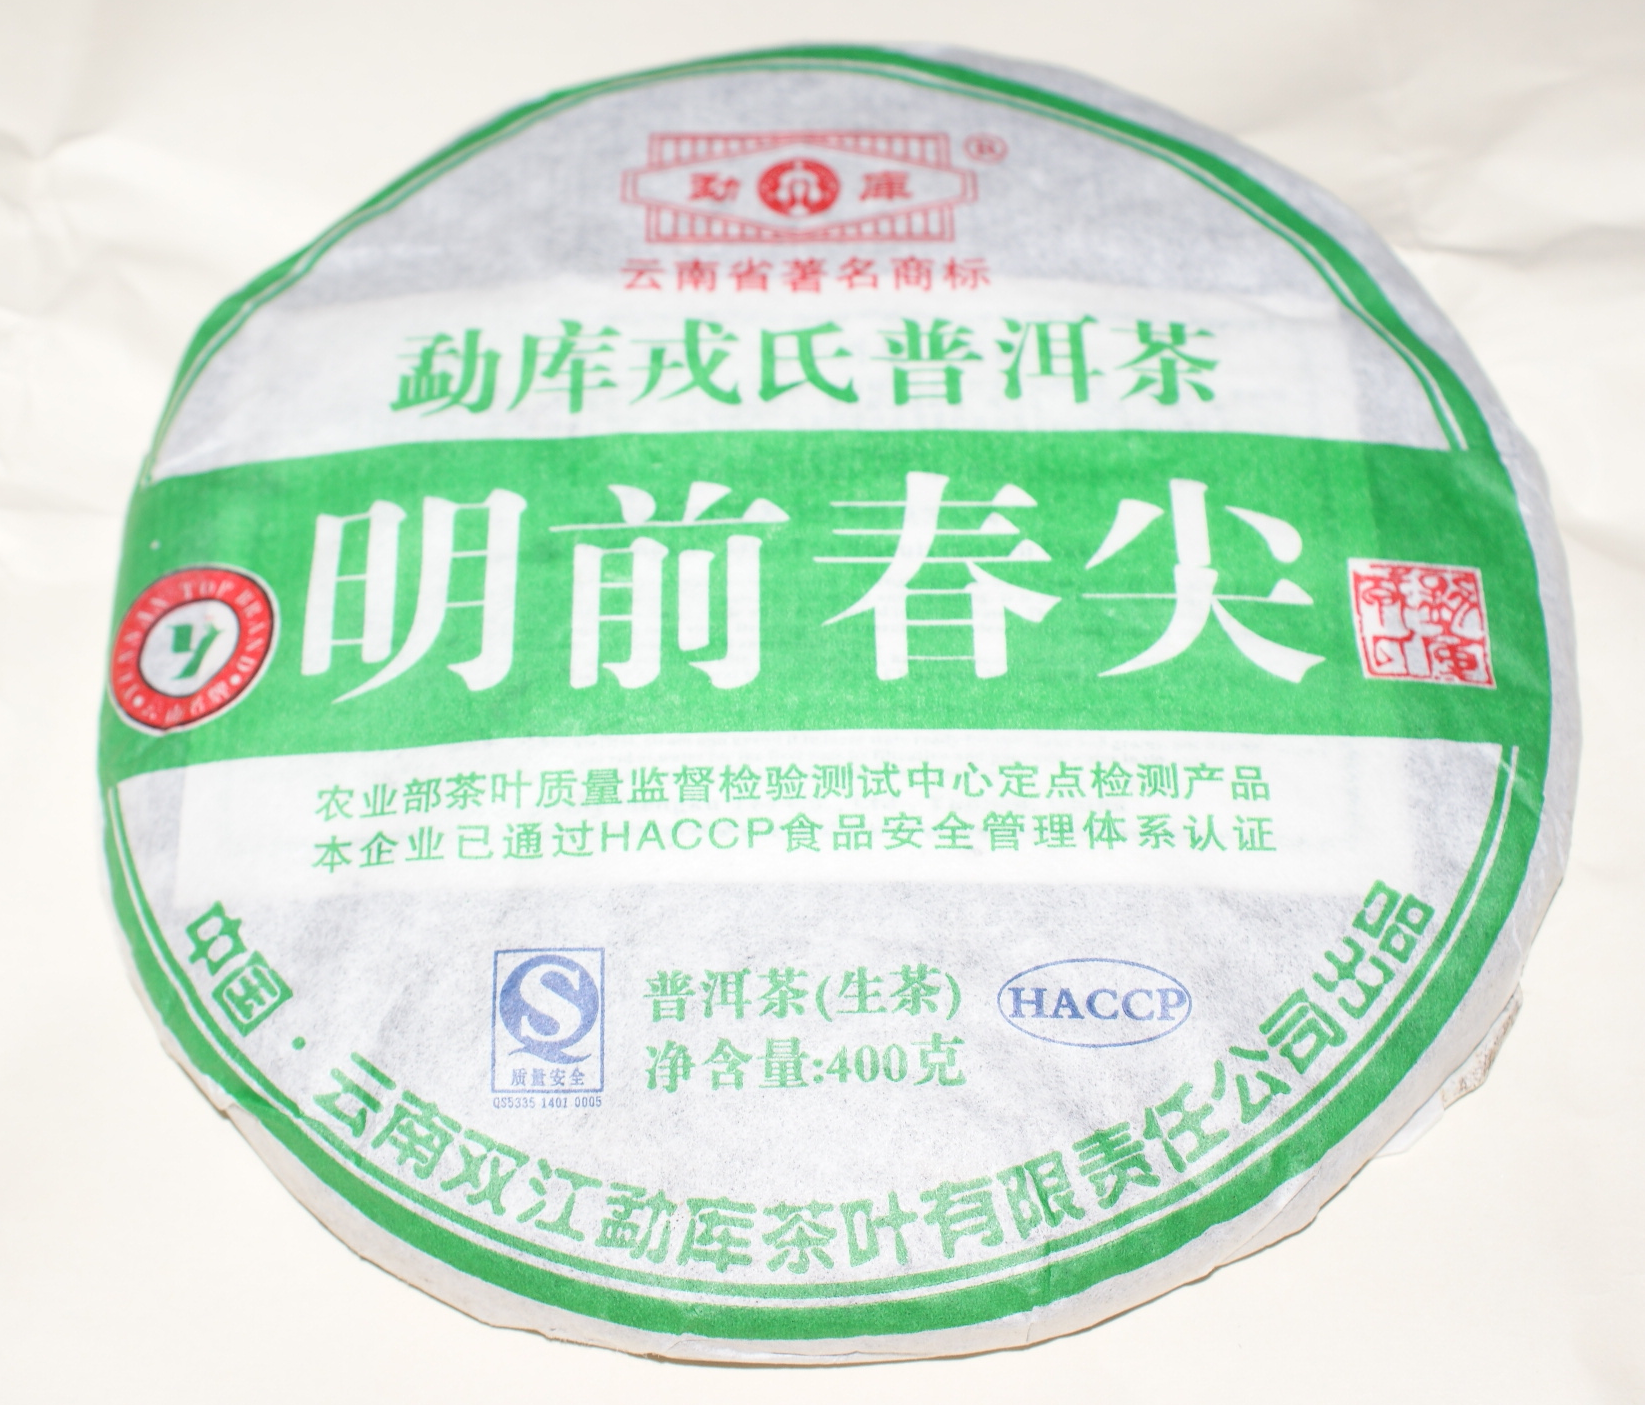 勐 库 ®
云南省著名商标
勐库戎氏普洱茶
明前春尖
YUNNAN TOP BRAND
农业部茶叶质量监督检验测试中心定点检测产品
本企业已通过HACCP食品安全管理体系认证
质量安全
QS5335 1401 0005
普洱茶(生茶)
净含量:400克
HACCP
中国·云南双江勐库茶叶有限责任公司出品